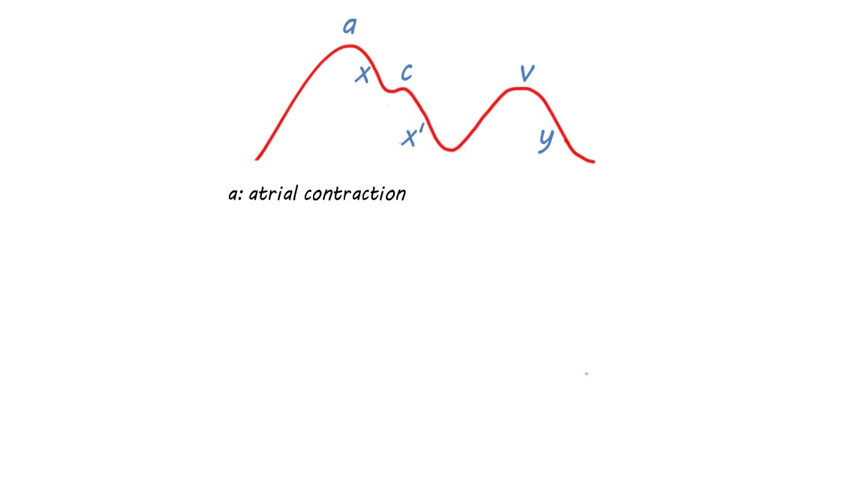 a
x c v
x' y
a: atrial contraction